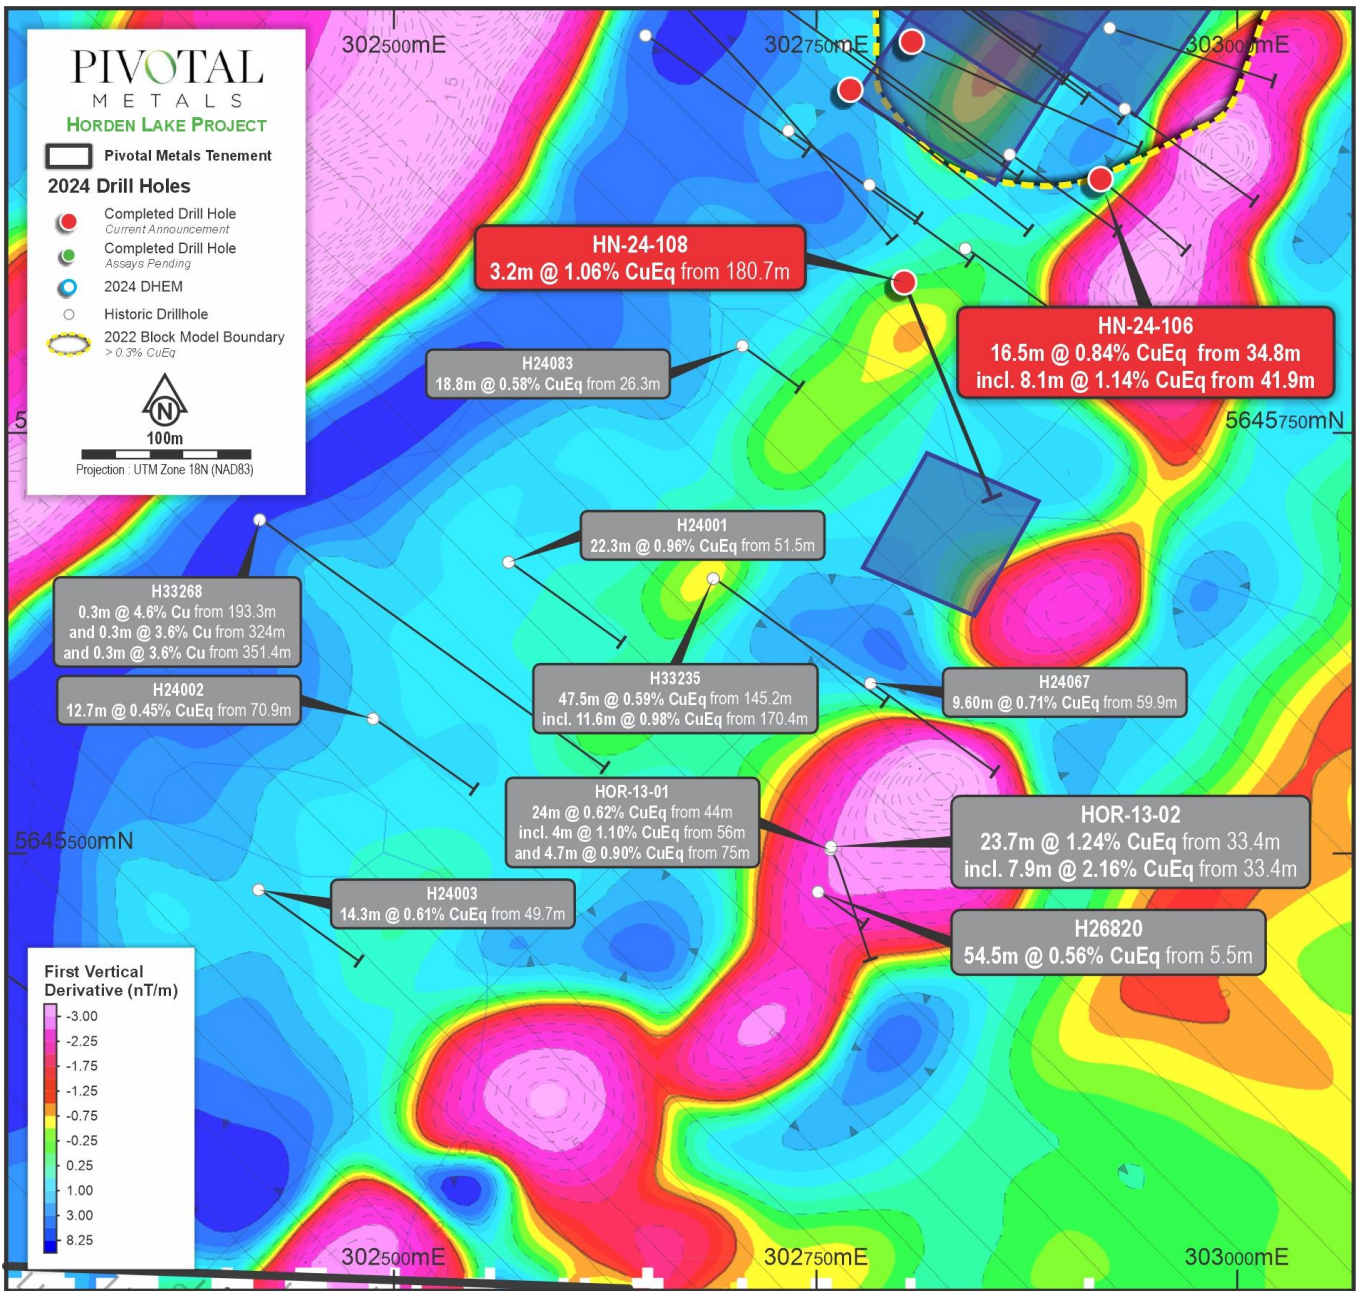 302500mE
302750mE
303000mE
PIVOTAL
METALS
HORDEN LAKE PROJECT
Pivotal Metals Tenement
2024 Drill Holes
Completed Drill Hole
Current Announcement
Completed Drill Hole
Assays Pending
2024 DHEM
Historic Drillhole
2022 Block Model Boundary
> 0.3% CuEq
N
100m
Projection : UTM Zone 18N (NAD83)
HN-24-108
3.2m @ 1.06% CuEq from 180.7m
HN-24-106
16.5m @ 0.84% CuEq from 34.8m
incl. 8.1m @ 1.14% CuEq from 41.9m
H24083
18.8m @ 0.58% CuEq from 26.3m
5
5645750mN
H24001
22.3m @ 0.96% CuEq from 51.5m
H33268
0.3m @ 4.6% Cu from 193.3m
and 0.3m @ 3.6% Cu from 324m
and 0.3m @ 3.6% Cu from 351.4m
H24002
12.7m @ 0.45% CuEq from 70.9m
H33235
47.5m @ 0.59% CuEq from 145.2m
incl. 11.6m @ 0.98% CuEq from 170.4m
H24067
9.60m @ 0.71% CuEq from 59.9m
HOR-13-01
24m @ 0.62% CuEq from 44m
incl. 4m @ 1.10% CuEq from 56m
and 4.7m @ 0.90% CuEq from 75m
HOR-13-02
23.7m @ 1.24% CuEq from 33.4m
incl. 7.9m @ 2.16% CuEq from 33.4m
5645500mN
H24003
14.3m @ 0.61% CuEq from 49.7m
H26820
54.5m @ 0.56% CuEq from 5.5m
First Vertical
Derivative (nT/m)
-3.00
-2.25
-1.75
-1.25
-0.75
-0.25
0.25
1.00
3.00
8.25
302500mE
302750mE
303000mE